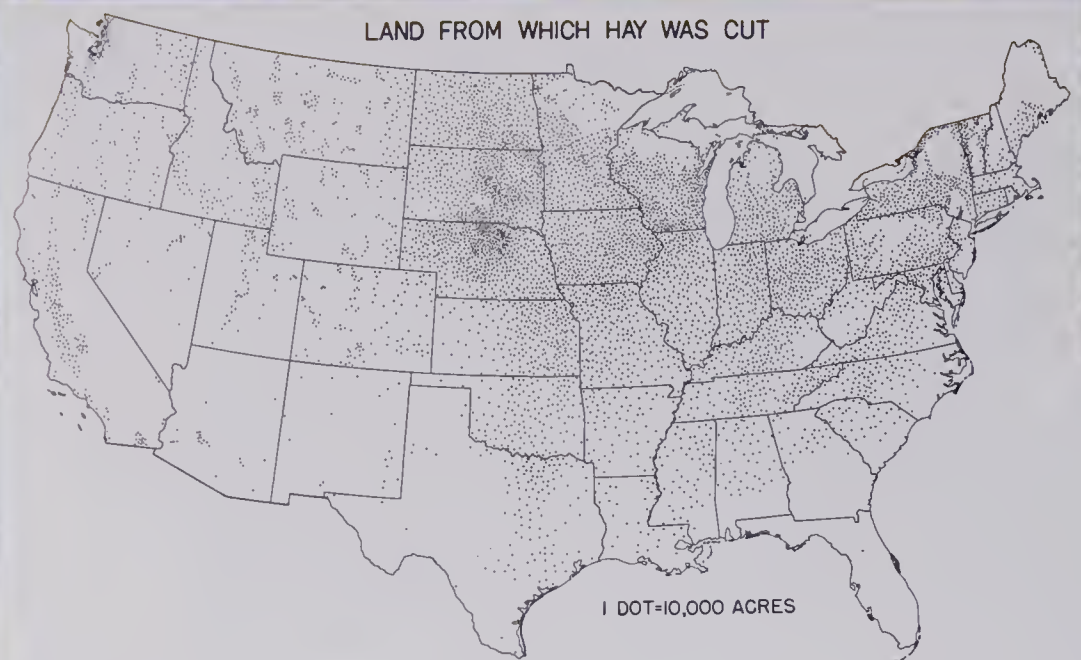 LAND FROM WHICH HAY WAS CUT
1 DOT=10,000 ACRES